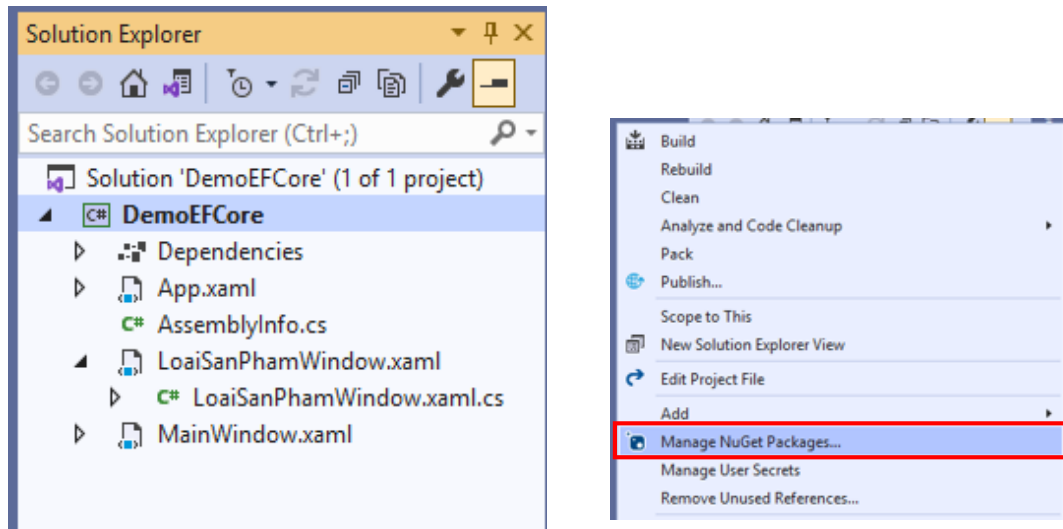 Solution Explorer
Search Solution Explorer (Ctrl+;)
Solution 'DemoEFCore' (1 of 1 project)
C# DemoEFCore
Dependencies
App.xaml
C# AssemblyInfo.cs
LoaiSanPhamWindow.xaml
C# LoaiSanPhamWindow.xaml.cs
MainWindow.xaml
Build
Rebuild
Clean
Analyze and Code Cleanup
Pack
Publish...
Scope to This
New Solution Explorer View
Edit Project File
Add
Manage NuGet Packages...
Manage User Secrets
Remove Unused References...